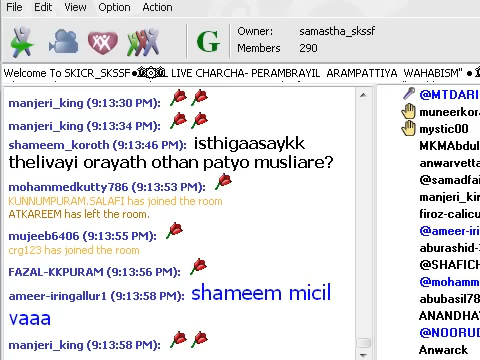 File Edit View Option Action
G
Owner: samastha_skssf
Members 290
Welcome To SKICR_SKSSF LIVE CHARCHA- PERAMBRAYIL ARAMPATTIYA WAHABISM"
manjeri_king (9:13:30 PM):
manjeri_king (9:13:34 PM):
shameem_koroth (9:13:46 PM): isthigaasaykk
thelivayi orayath othan patyo musliare?
mohammedkutty786 (9:13:53 PM):
KUNNUMPURAM.SALAFI has joined the room
ATKAREEM has left the room.
mujeeb6406 (9:13:55 PM):
crg123 has joined the room
FAZAL-KKPURAM (9:13:56 PM):
ameer-iringallur1 (9:13:58 PM): shameem micil
vaaa
manjeri_king (9:13:58 PM):
@MTDARI
muneerkor
mystic00
MKMAbdul
anwarvetta
@samadfai
manjeri_kin
firoz-calicu
@ameer-iri
aburashid-
@SHAFICH
@mohamm
abubasil78
ANANDHA
@NOORUD
Anwarck